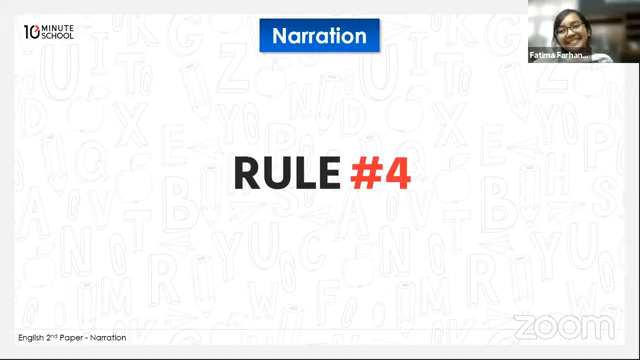 10 MINUTE
SCHOOL
Narration
Fatima Farhan...
RULE #4
English 2nd Paper - Narration
zoom